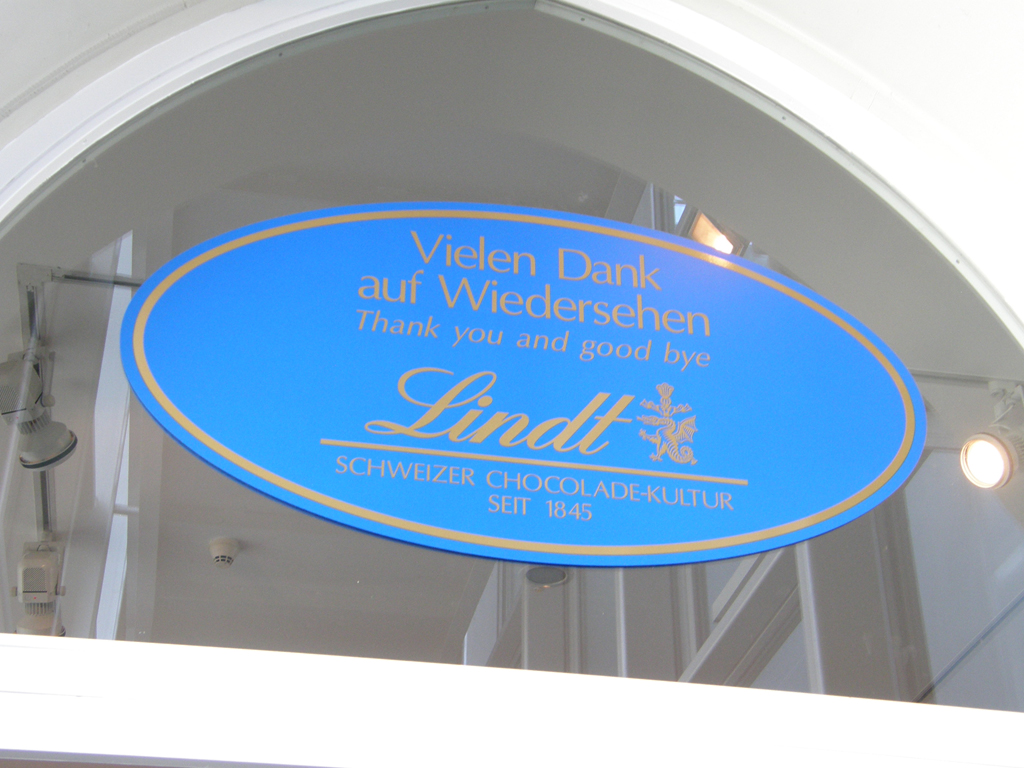 Vielen Dank
auf Wiedersehen
Thank you and good bye
Lindt
SCHWEIZER CHOCOLADE-KULTUR
SEIT 1845